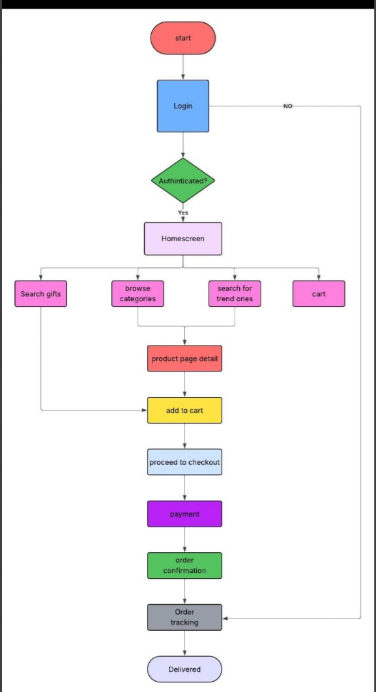 start
Login
NO
Authinticated?
Yes
Homescreen
Search gifts
browse
categories
search for
trend ones
cart
product page detail
add to cart
proceed to checkout
payment
order
confirmation
Order
tracking
Delivered